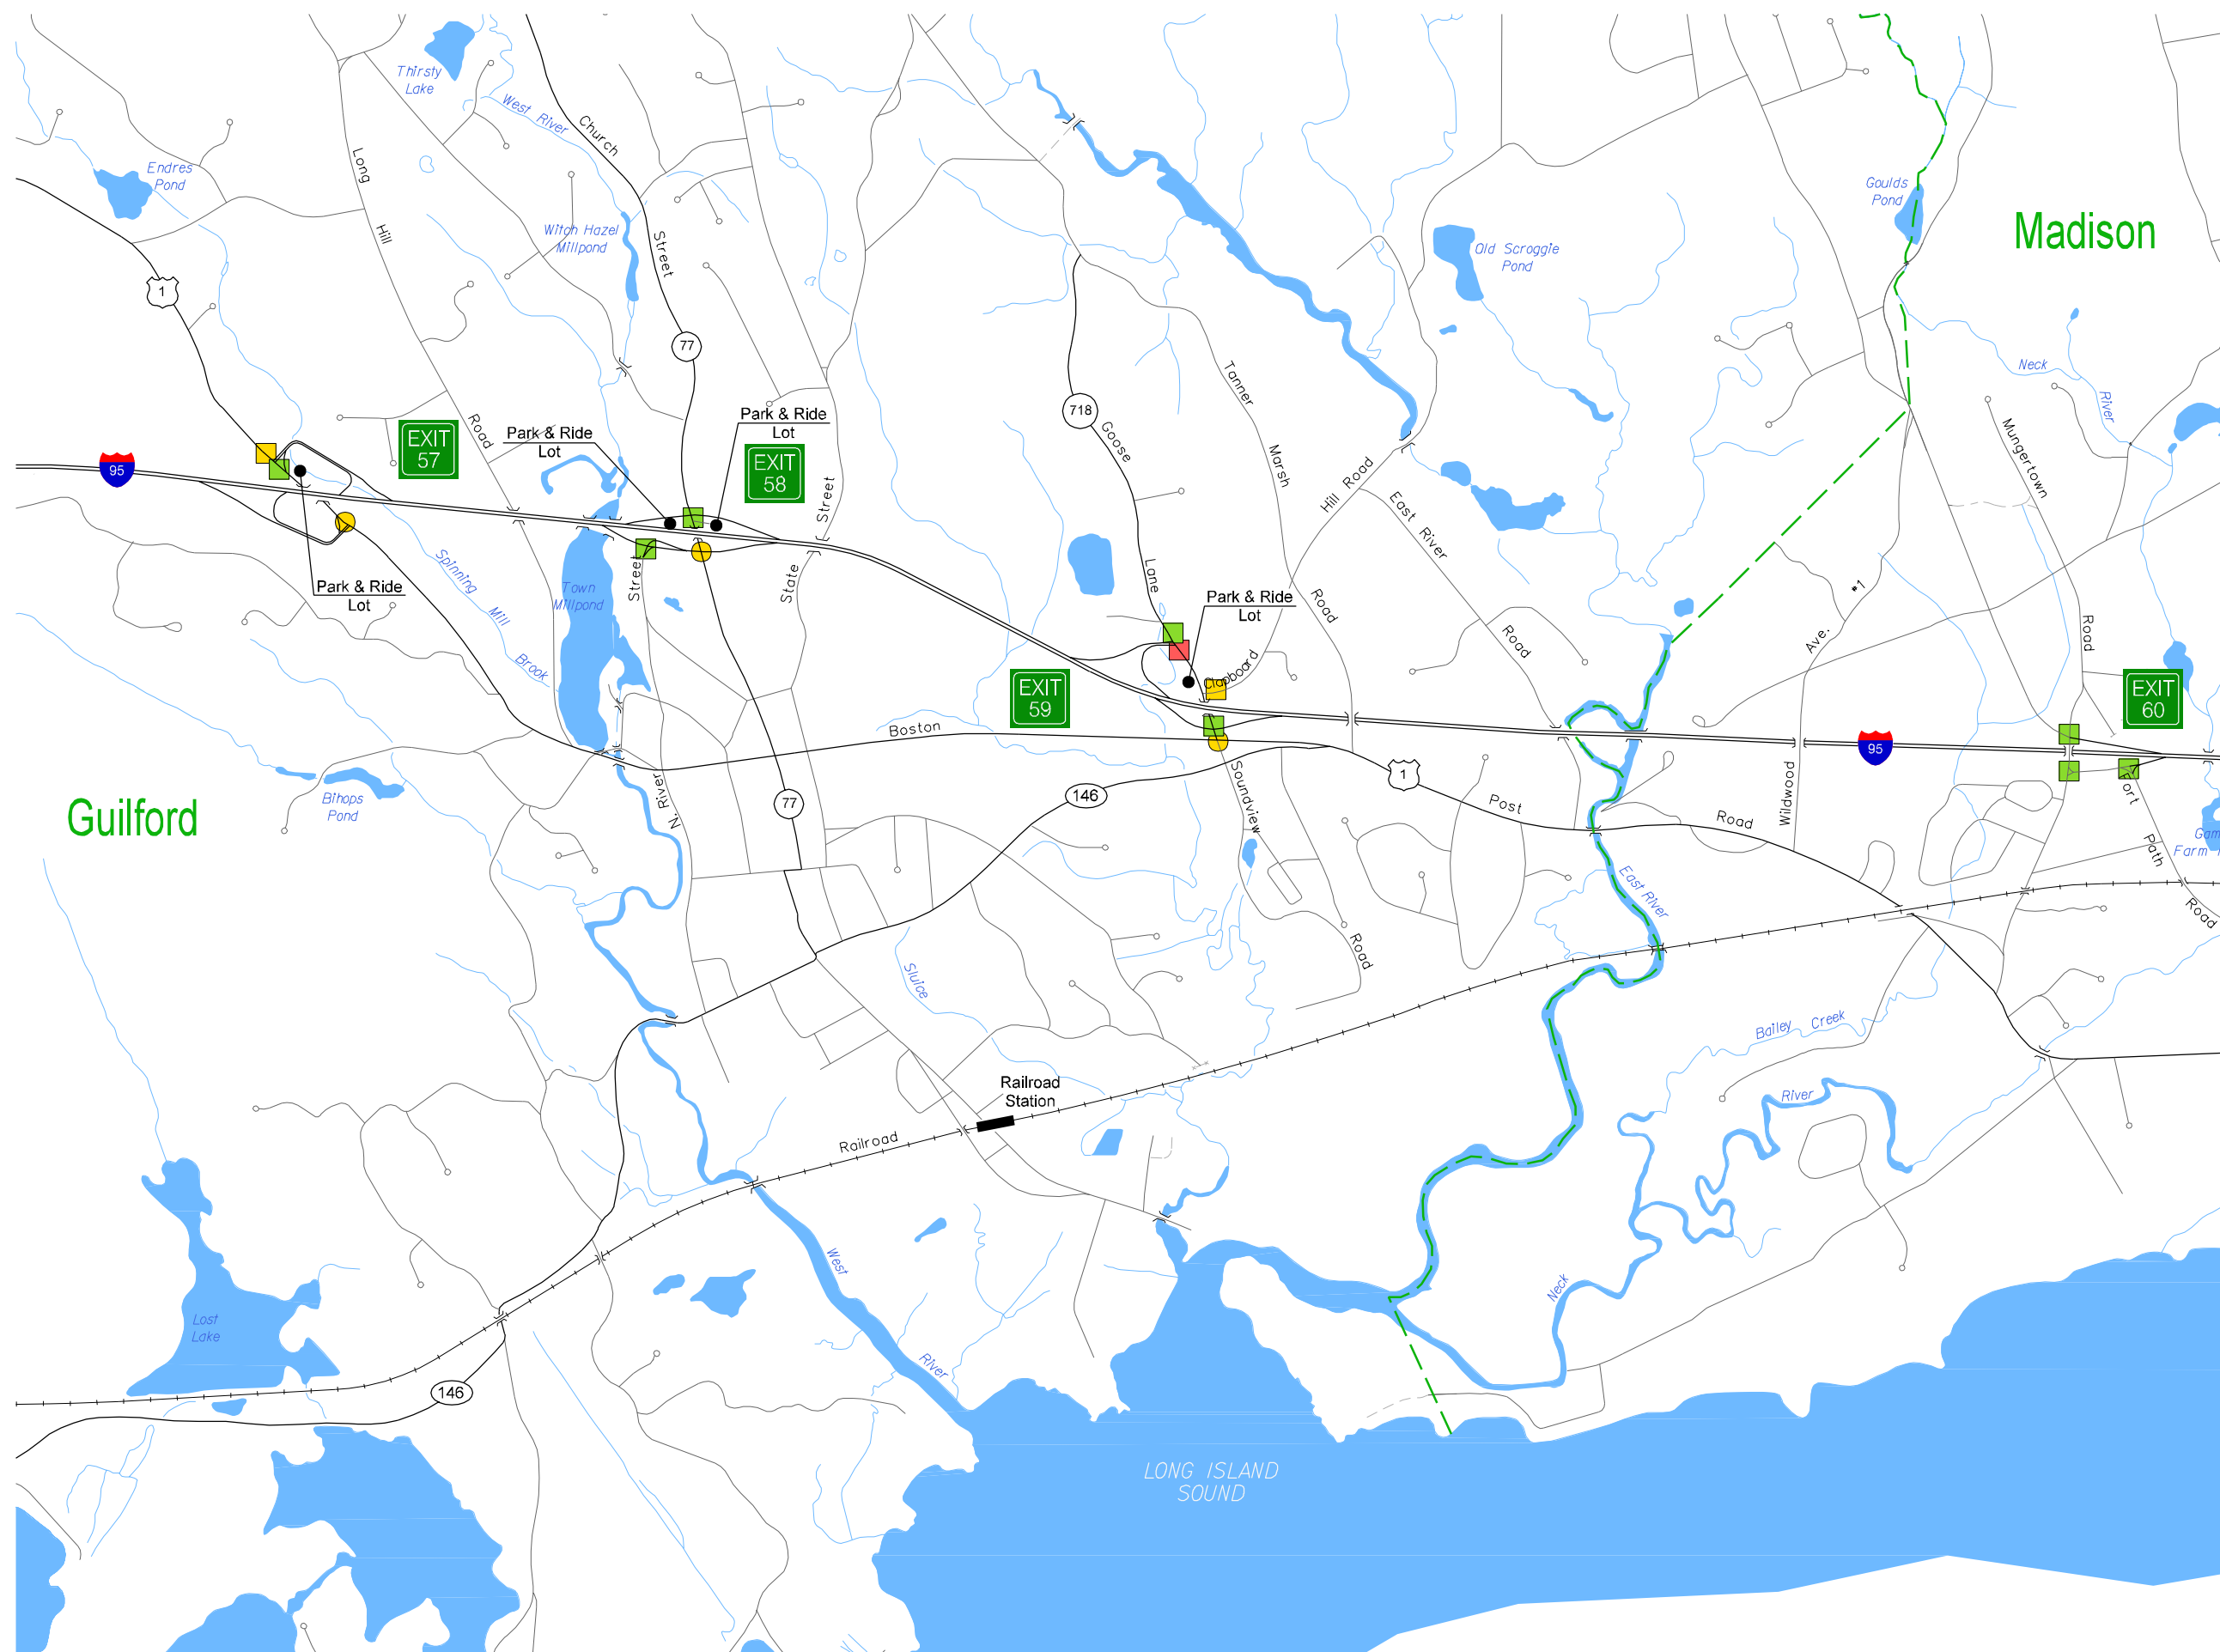 Thirsty
Lake
West River
Church
Street
Long
Hill
Road
Endres
Pond
Witch Hazel
Millpond
Goulds
Pond
Madison
Old Scroggie
Pond
1
77
718
Neck
River
Mungertown
Road
Tanner
Marsh
Road
Goose
Lane
Park & Ride
Lot
Park & Ride
Lot
EXIT
57
EXIT
58
95
State
Street
Hill Road
East River
Road
Spinning
Mill
Brook
Park & Ride
Lot
Town
Millpond
Street
N. River
Park & Ride
Lot
Clapboard
#1
Wildwood
Ave.
EXIT
59
EXIT
60
Boston
Post
Road
95
1
146
77
Soundview
Road
Fort
Path
Road
Guilford
Bihops
Pond
East River
Sluice
Bailey Creek
River
Neck
Railroad
Station
Railroad
West
River
Lost
Lake
146
LONG ISLAND
SOUND
Farm